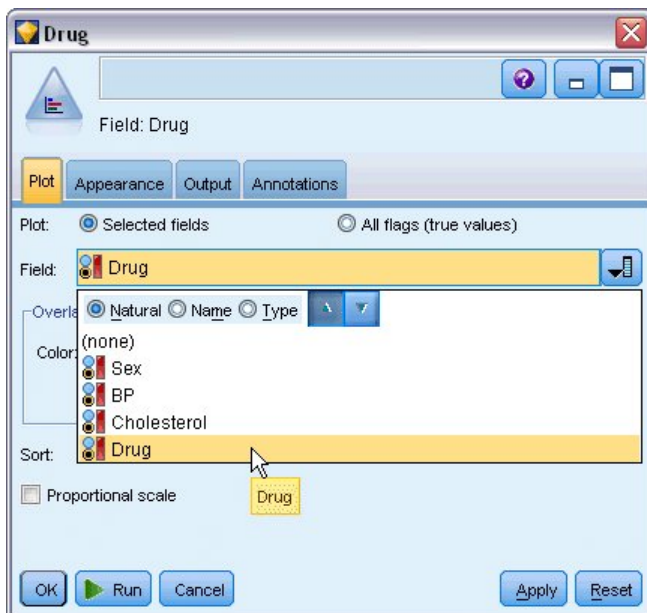 Drug
Field: Drug
Plot Appearance Output Annotations
Plot: Selected fields All flags (true values)
Field: Drug
Overla Natural Name Type
(none)
Color: Sex
BP
Cholesterol
Sort: Drug
Proportional scale Drug
OK Run Cancel Apply Reset